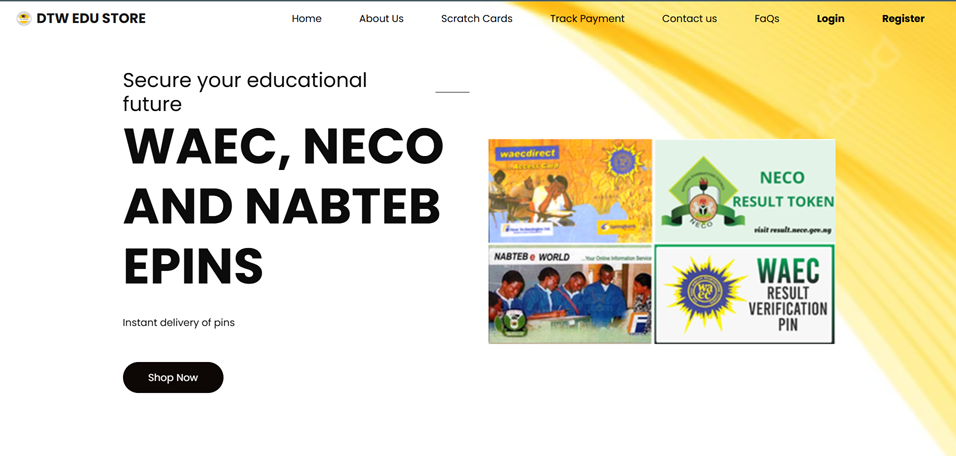 DTW EDU STORE
Home
About Us
Scratch Cards
Track Payment
Contact us
FaQs
Login
Register
Secure your educational
future
WAEC, NECO
AND NABTEB
EPINS
Instant delivery of pins
Shop Now
waecdirect
NECO
RESULT TOKEN
NECO
visit result.neco.gov.ng
NABTEB e WORLD
...Your Online Information Service
waec
WAEC
RESULT
VERIFICATION
PIN